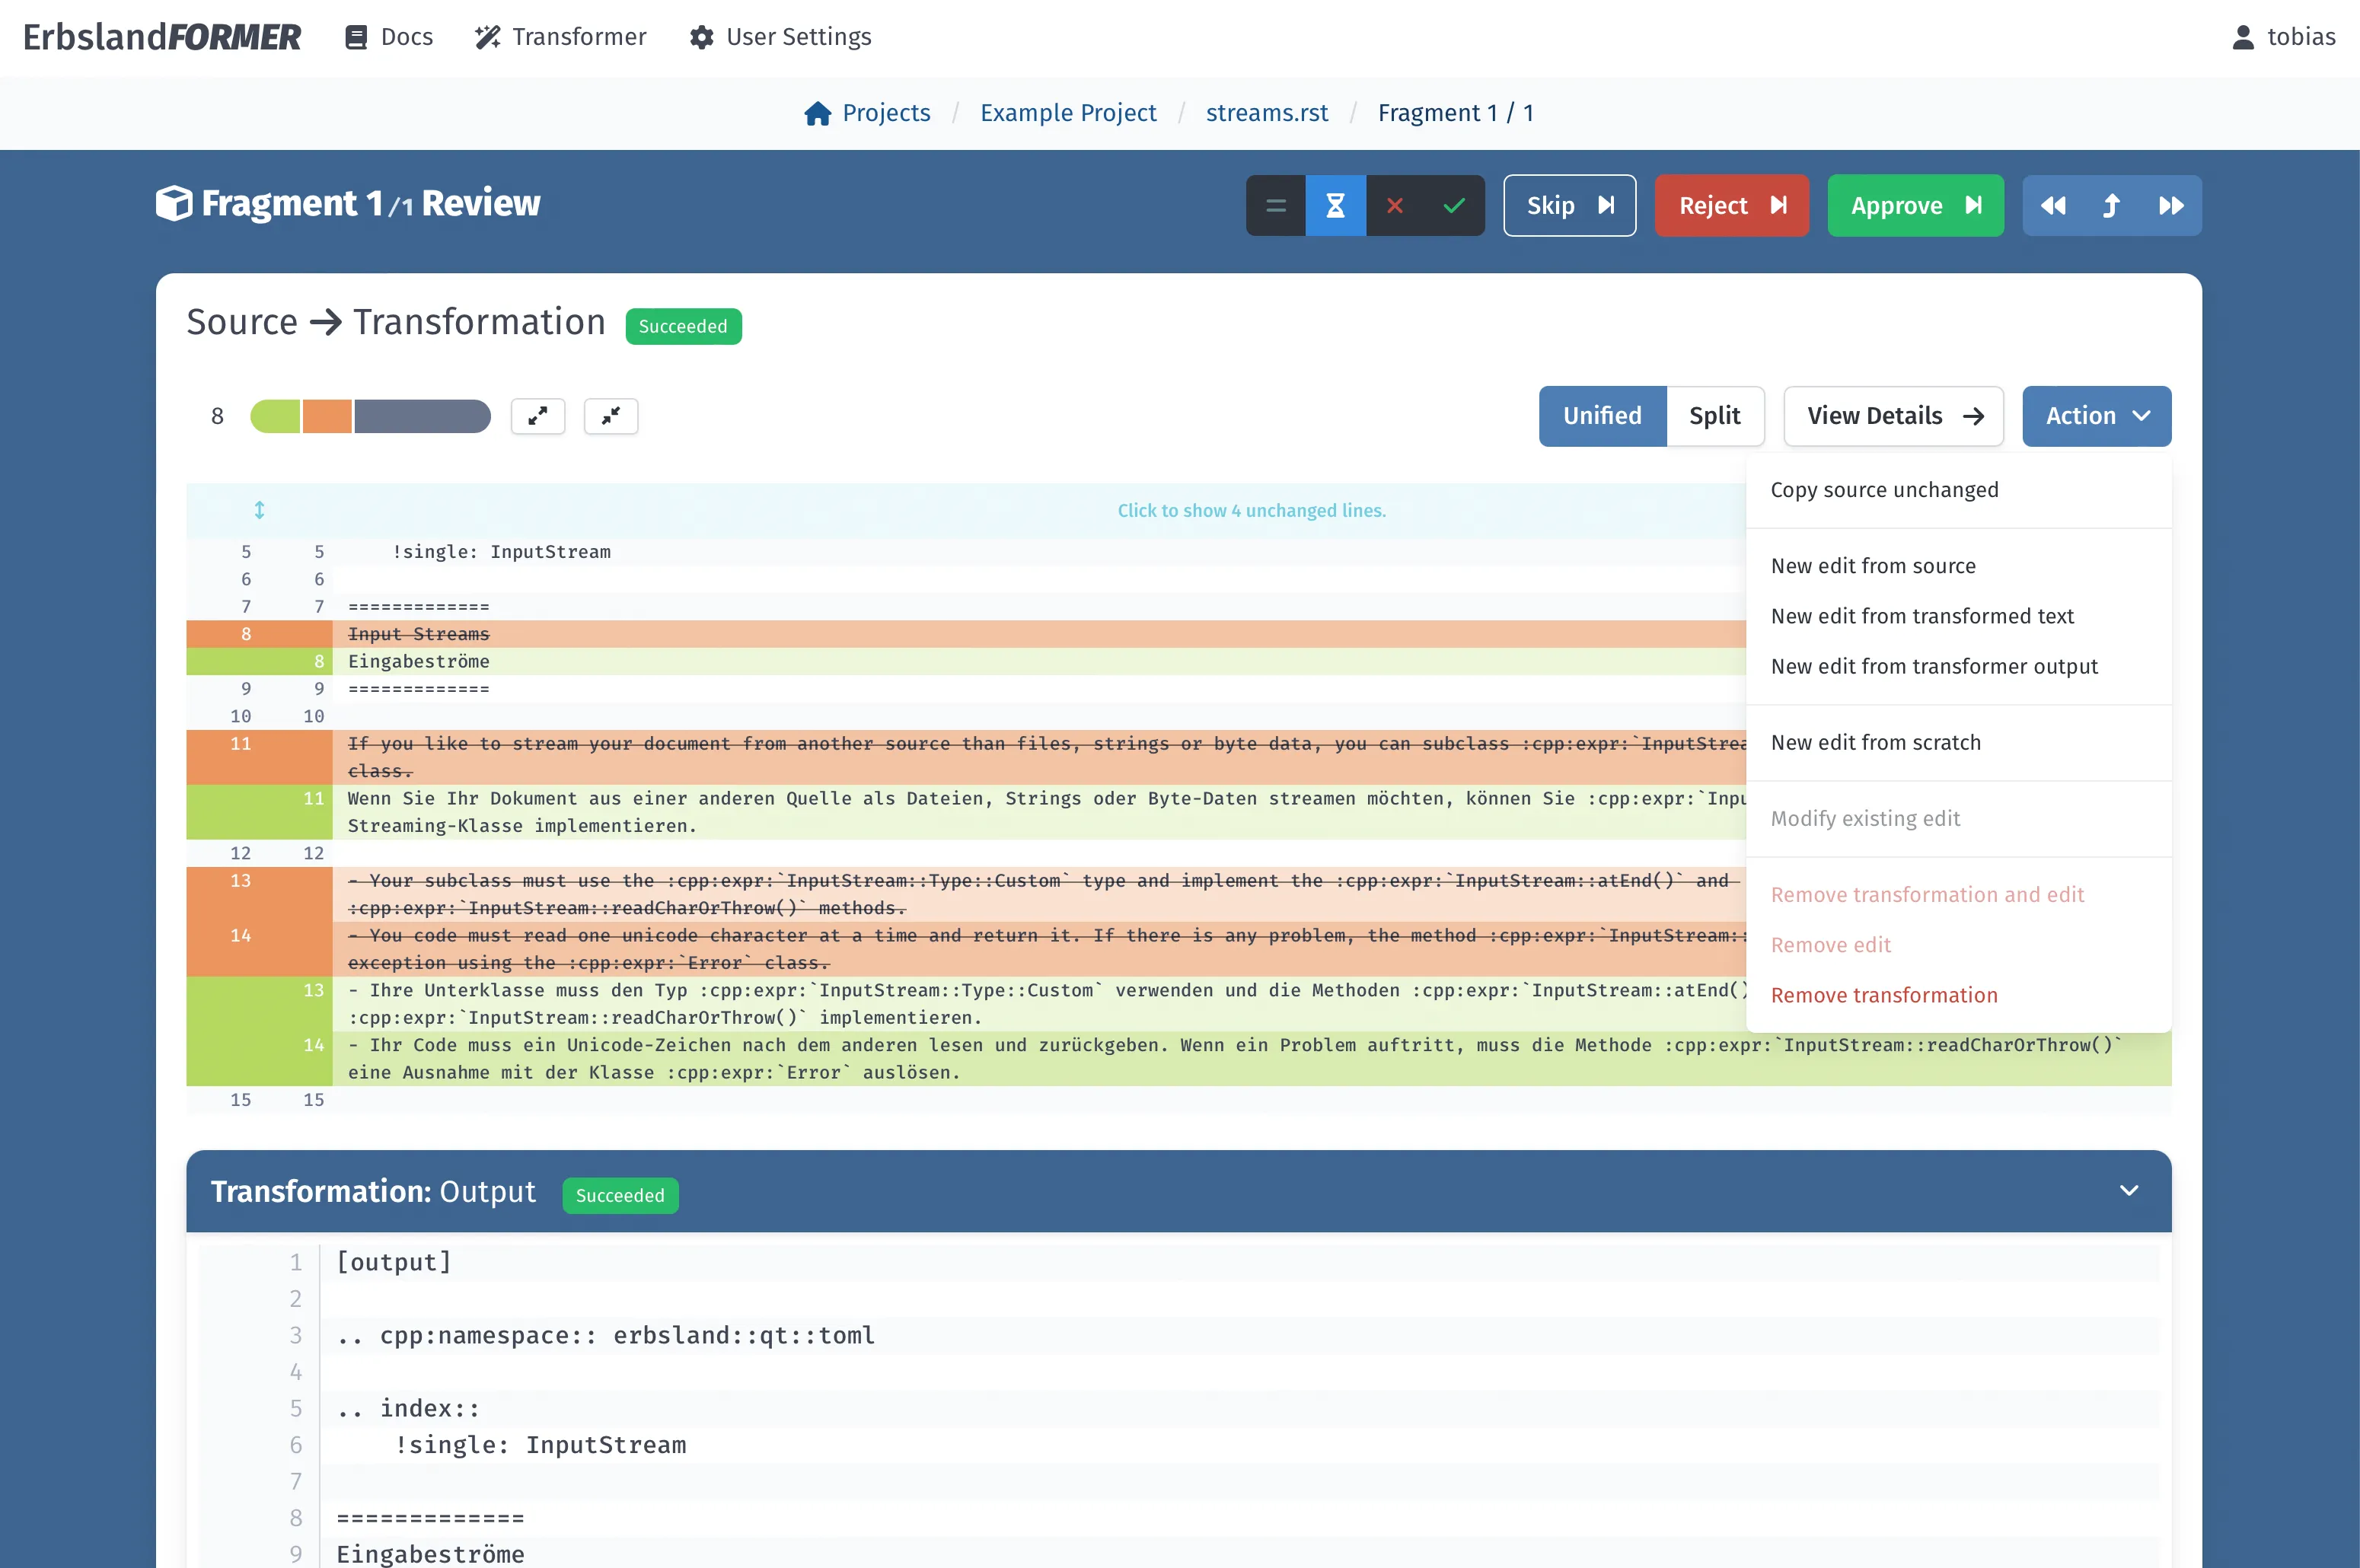 ErbslandFORMER Docs Transformer User Settings tobias
Projects / Example Project / streams.rst / Fragment 1 / 1
Fragment 1 /1 Review Skip Reject Approve
Source → Transformation Succeeded
8 Unified Split View Details → Action
Copy source unchanged
New edit from source
New edit from transformed text
New edit from transformer output
New edit from scratch
Modify existing edit
Remove transformation and edit
Remove edit
Remove transformation
Click to show 4 unchanged lines.
5 5 !single: InputStream
6 6
7 7 =============
8 Input Streams
8 Eingabeströme
9 9 =============
10 10
11 If you like to stream your document from another source than files, strings or byte data, you can subclass :cpp:expr:`InputStrea
class.
11 Wenn Sie Ihr Dokument aus einer anderen Quelle als Dateien, Strings oder Byte-Daten streamen möchten, können Sie :cpp:expr:`Inpu
Streaming-Klasse implementieren.
12 12
13 - Your subclass must use the :cpp:expr:`InputStream::Type::Custom` type and implement the :cpp:expr:`InputStream::atEnd()` and
:cpp:expr:`InputStream::readCharOrThrow()` methods.
14 - You code must read one unicode character at a time and return it. If there is any problem, the method :cpp:expr:`InputStream::
exception using the :cpp:expr:`Error` class.
13 - Ihre Unterklasse muss den Typ :cpp:expr:`InputStream::Type::Custom` verwenden und die Methoden :cpp:expr:`InputStream::atEnd()
:cpp:expr:`InputStream::readCharOrThrow()` implementieren.
14 - Ihr Code muss ein Unicode-Zeichen nach dem anderen lesen und zurückgeben. Wenn ein Problem auftritt, muss die Methode :cpp:expr:`InputStream::readCharOrThrow()`
eine Ausnahme mit der Klasse :cpp:expr:`Error` auslösen.
15 15
Transformation: Output Succeeded
1 [output]
2
3 .. cpp:namespace:: erbsland::qt::toml
4
5 .. index::
6 !single: InputStream
7
8 =============
9 Eingabeströme